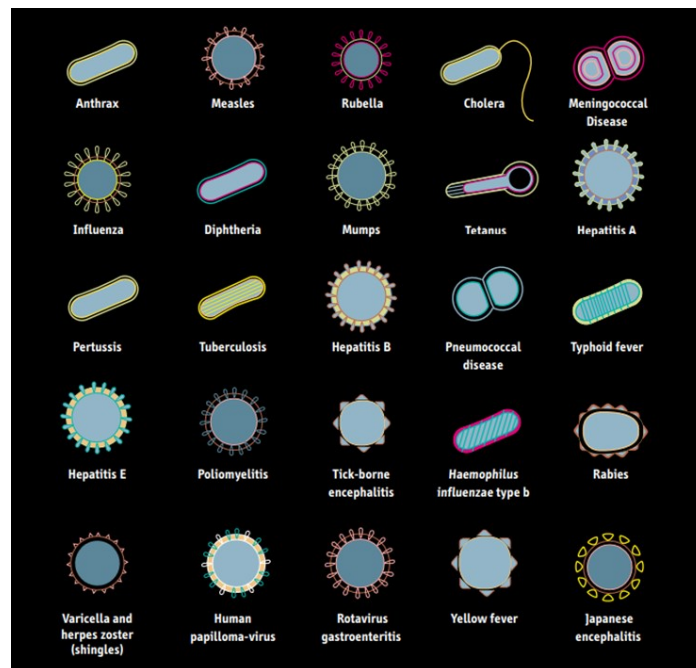 Anthrax
Measles
Rubella
Cholera
Meningococcal
Disease
Influenza
Diphtheria
Mumps
Tetanus
Hepatitis A
Pertussis
Tuberculosis
Hepatitis B
Pneumococcal
disease
Typhoid fever
Hepatitis E
Poliomyelitis
Tick-borne
encephalitis
Haemophilus
influenzae type b
Rabies
Varicella and
herpes zoster
(shingles)
Human
papilloma-virus
Rotavirus
gastroenteritis
Yellow fever
Japanese
encephalitis